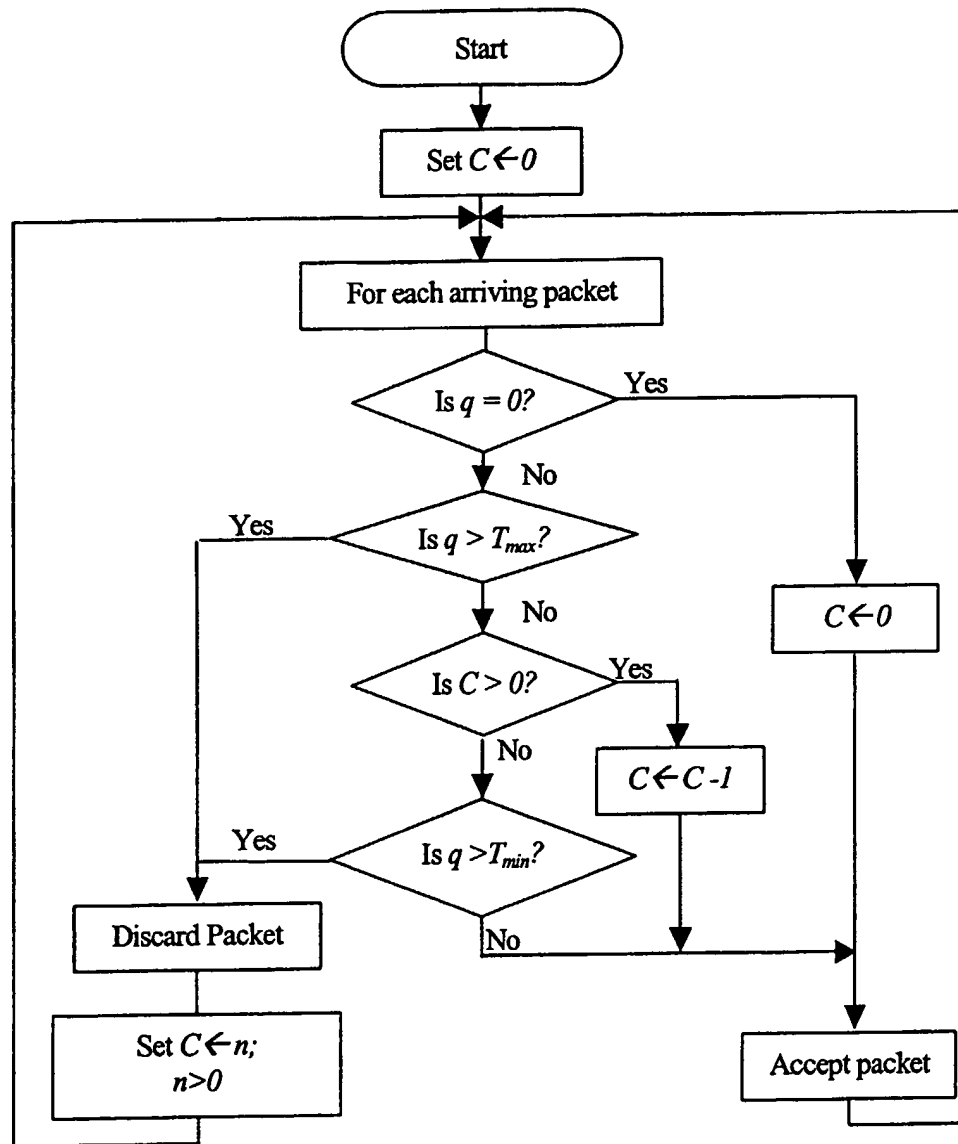 Start
Set C←0
For each arriving packet
Is q = 0?
Yes
No
Is q > Tmax?
Yes
No
C←0
Is C > 0?
Yes
No
C←C -1
Is q >Tmin?
Yes
No
Discard Packet
Set C←n;
n>0
Accept packet